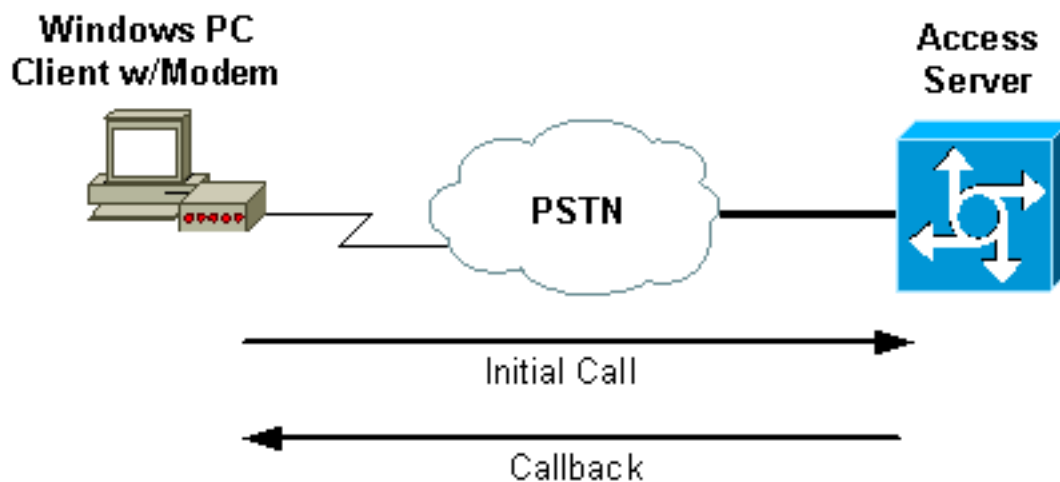 Windows PC
Client w/Modem
Access
Server
PSTN
Initial Call
Callback